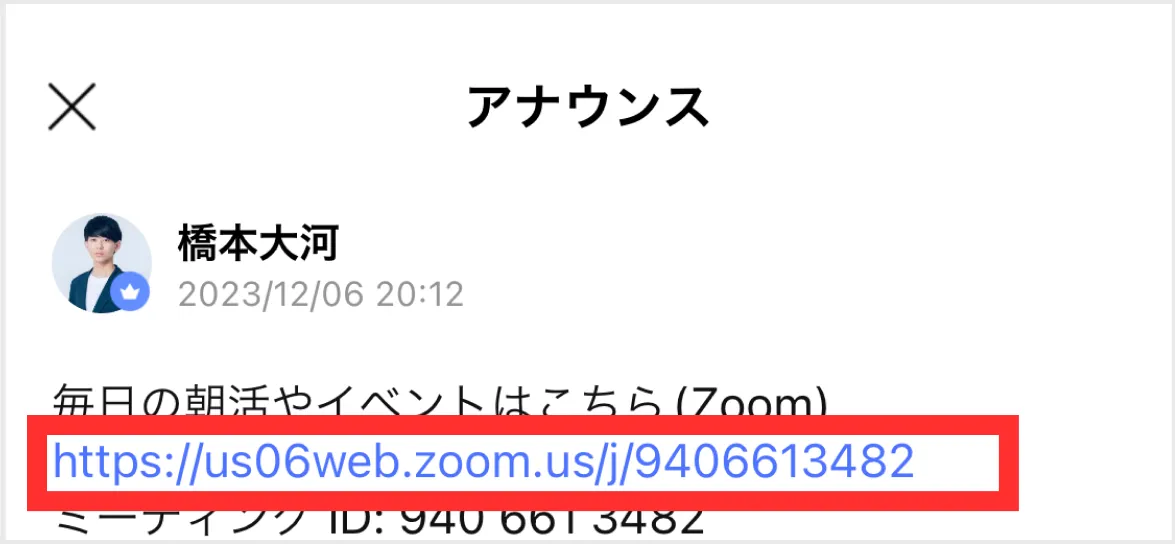 アナウンス
橋本大河
2023/12/06 20:12
毎日の朝活やイベントはこちら(Zoom)
https://us06web.zoom.us/j/9406613482
ミーティング ID: 940 661 3482